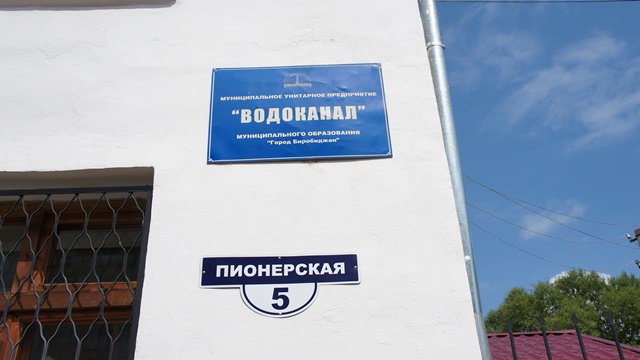 МУНИЦИПАЛЬНОЕ УНИТАРНОЕ ПРЕДПРИЯТИЕ
"ВОДОКАНАЛ"
МУНИЦИПАЛЬНОГО ОБРАЗОВАНИЯ
"Город Биробиджан"
ПИОНЕРСКАЯ
5